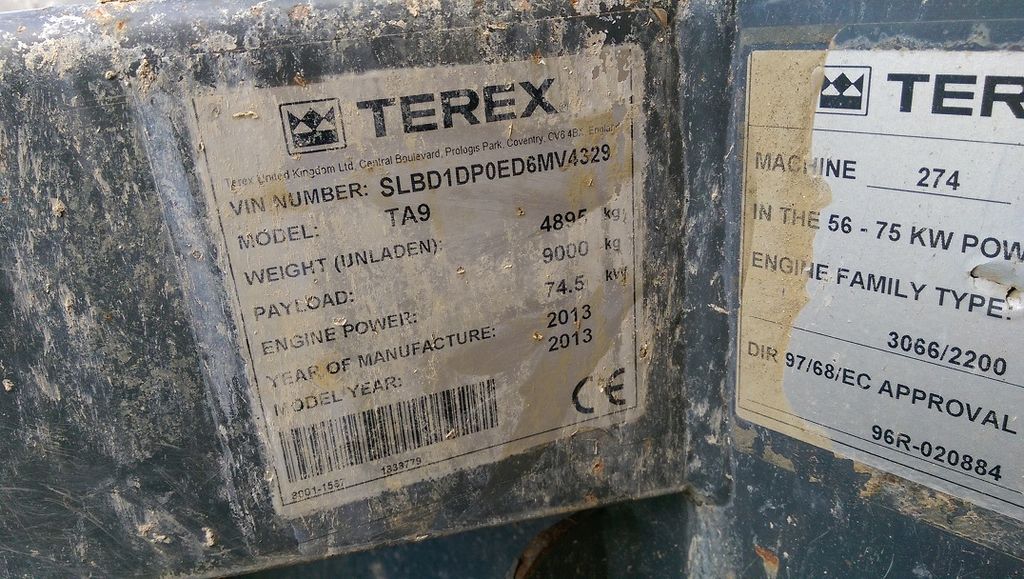 TEREX
Terex United Kingdom Ltd, Central Boulevard, Prologis Park, Coventry, CV6 4BX, England
VIN NUMBER: SLBD1DP0ED6MV4329
MODEL: TA9
WEIGHT (UNLADEN): 4895 kg
PAYLOAD: 9000 kg
ENGINE POWER: 74.5 kW
YEAR OF MANUFACTURE: 2013
MODEL YEAR: 2013
CE
1838779
TER
MACHINE 274
IN THE 56 - 75 KW POW
ENGINE FAMILY TYPE:
3066/2200
DIR 97/68/EC APPROVAL
96R-020884